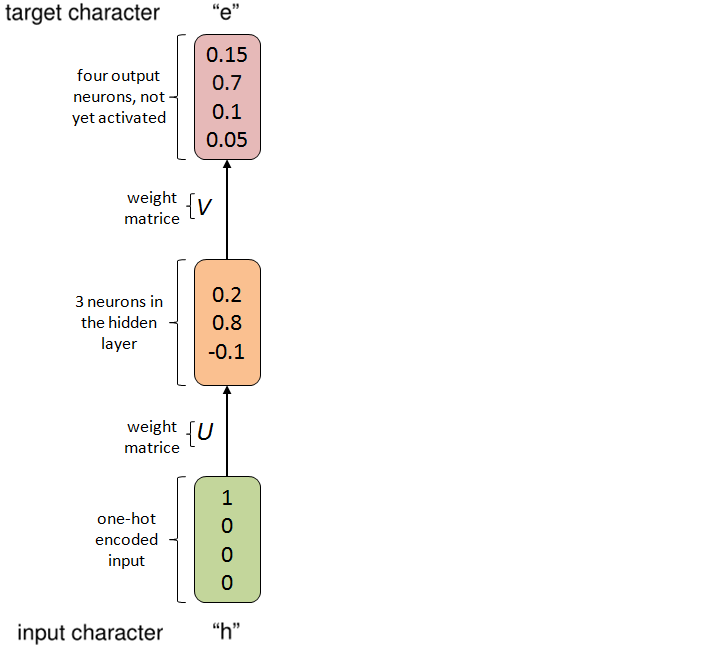 target character "e"
four output
neurons, not
yet activated
0.15
0.7
0.1
0.05
weight
matrice
V
3 neurons in
the hidden
layer
0.2
0.8
-0.1
weight
matrice
U
one-hot
encoded
input
1
0
0
0
input character "h"